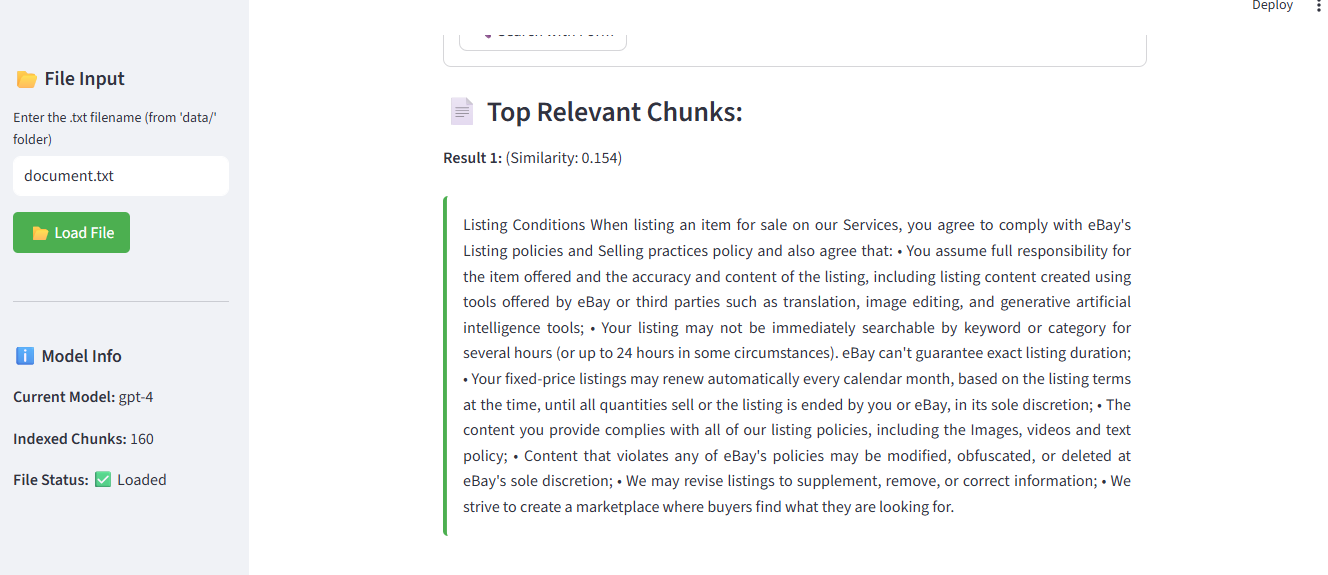 Deploy
File Input
Enter the .txt filename (from 'data/'
folder)
document.txt
Load File
Model Info
Current Model: gpt-4
Indexed Chunks: 160
File Status: ✅ Loaded
Search with Form
Top Relevant Chunks:
Result 1: (Similarity: 0.154)
Listing Conditions When listing an item for sale on our Services, you agree to comply with eBay's
Listing policies and Selling practices policy and also agree that: • You assume full responsibility for
the item offered and the accuracy and content of the listing, including listing content created using
tools offered by eBay or third parties such as translation, image editing, and generative artificial
intelligence tools; • Your listing may not be immediately searchable by keyword or category for
several hours (or up to 24 hours in some circumstances). eBay can't guarantee exact listing duration;
• Your fixed-price listings may renew automatically every calendar month, based on the listing terms
at the time, until all quantities sell or the listing is ended by you or eBay, in its sole discretion; • The
content you provide complies with all of our listing policies, including the Images, videos and text
policy; • Content that violates any of eBay's policies may be modified, obfuscated, or deleted at
eBay's sole discretion; • We may revise listings to supplement, remove, or correct information; • We
strive to create a marketplace where buyers find what they are looking for.